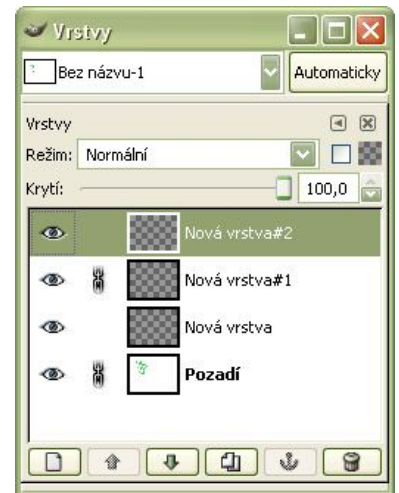 Vrstvy
Bez názvu-1
Automaticky
Vrstvy
Režim: Normální
Krytí: 100,0
Nová vrstva#2
Nová vrstva#1
Nová vrstva
Pozadí